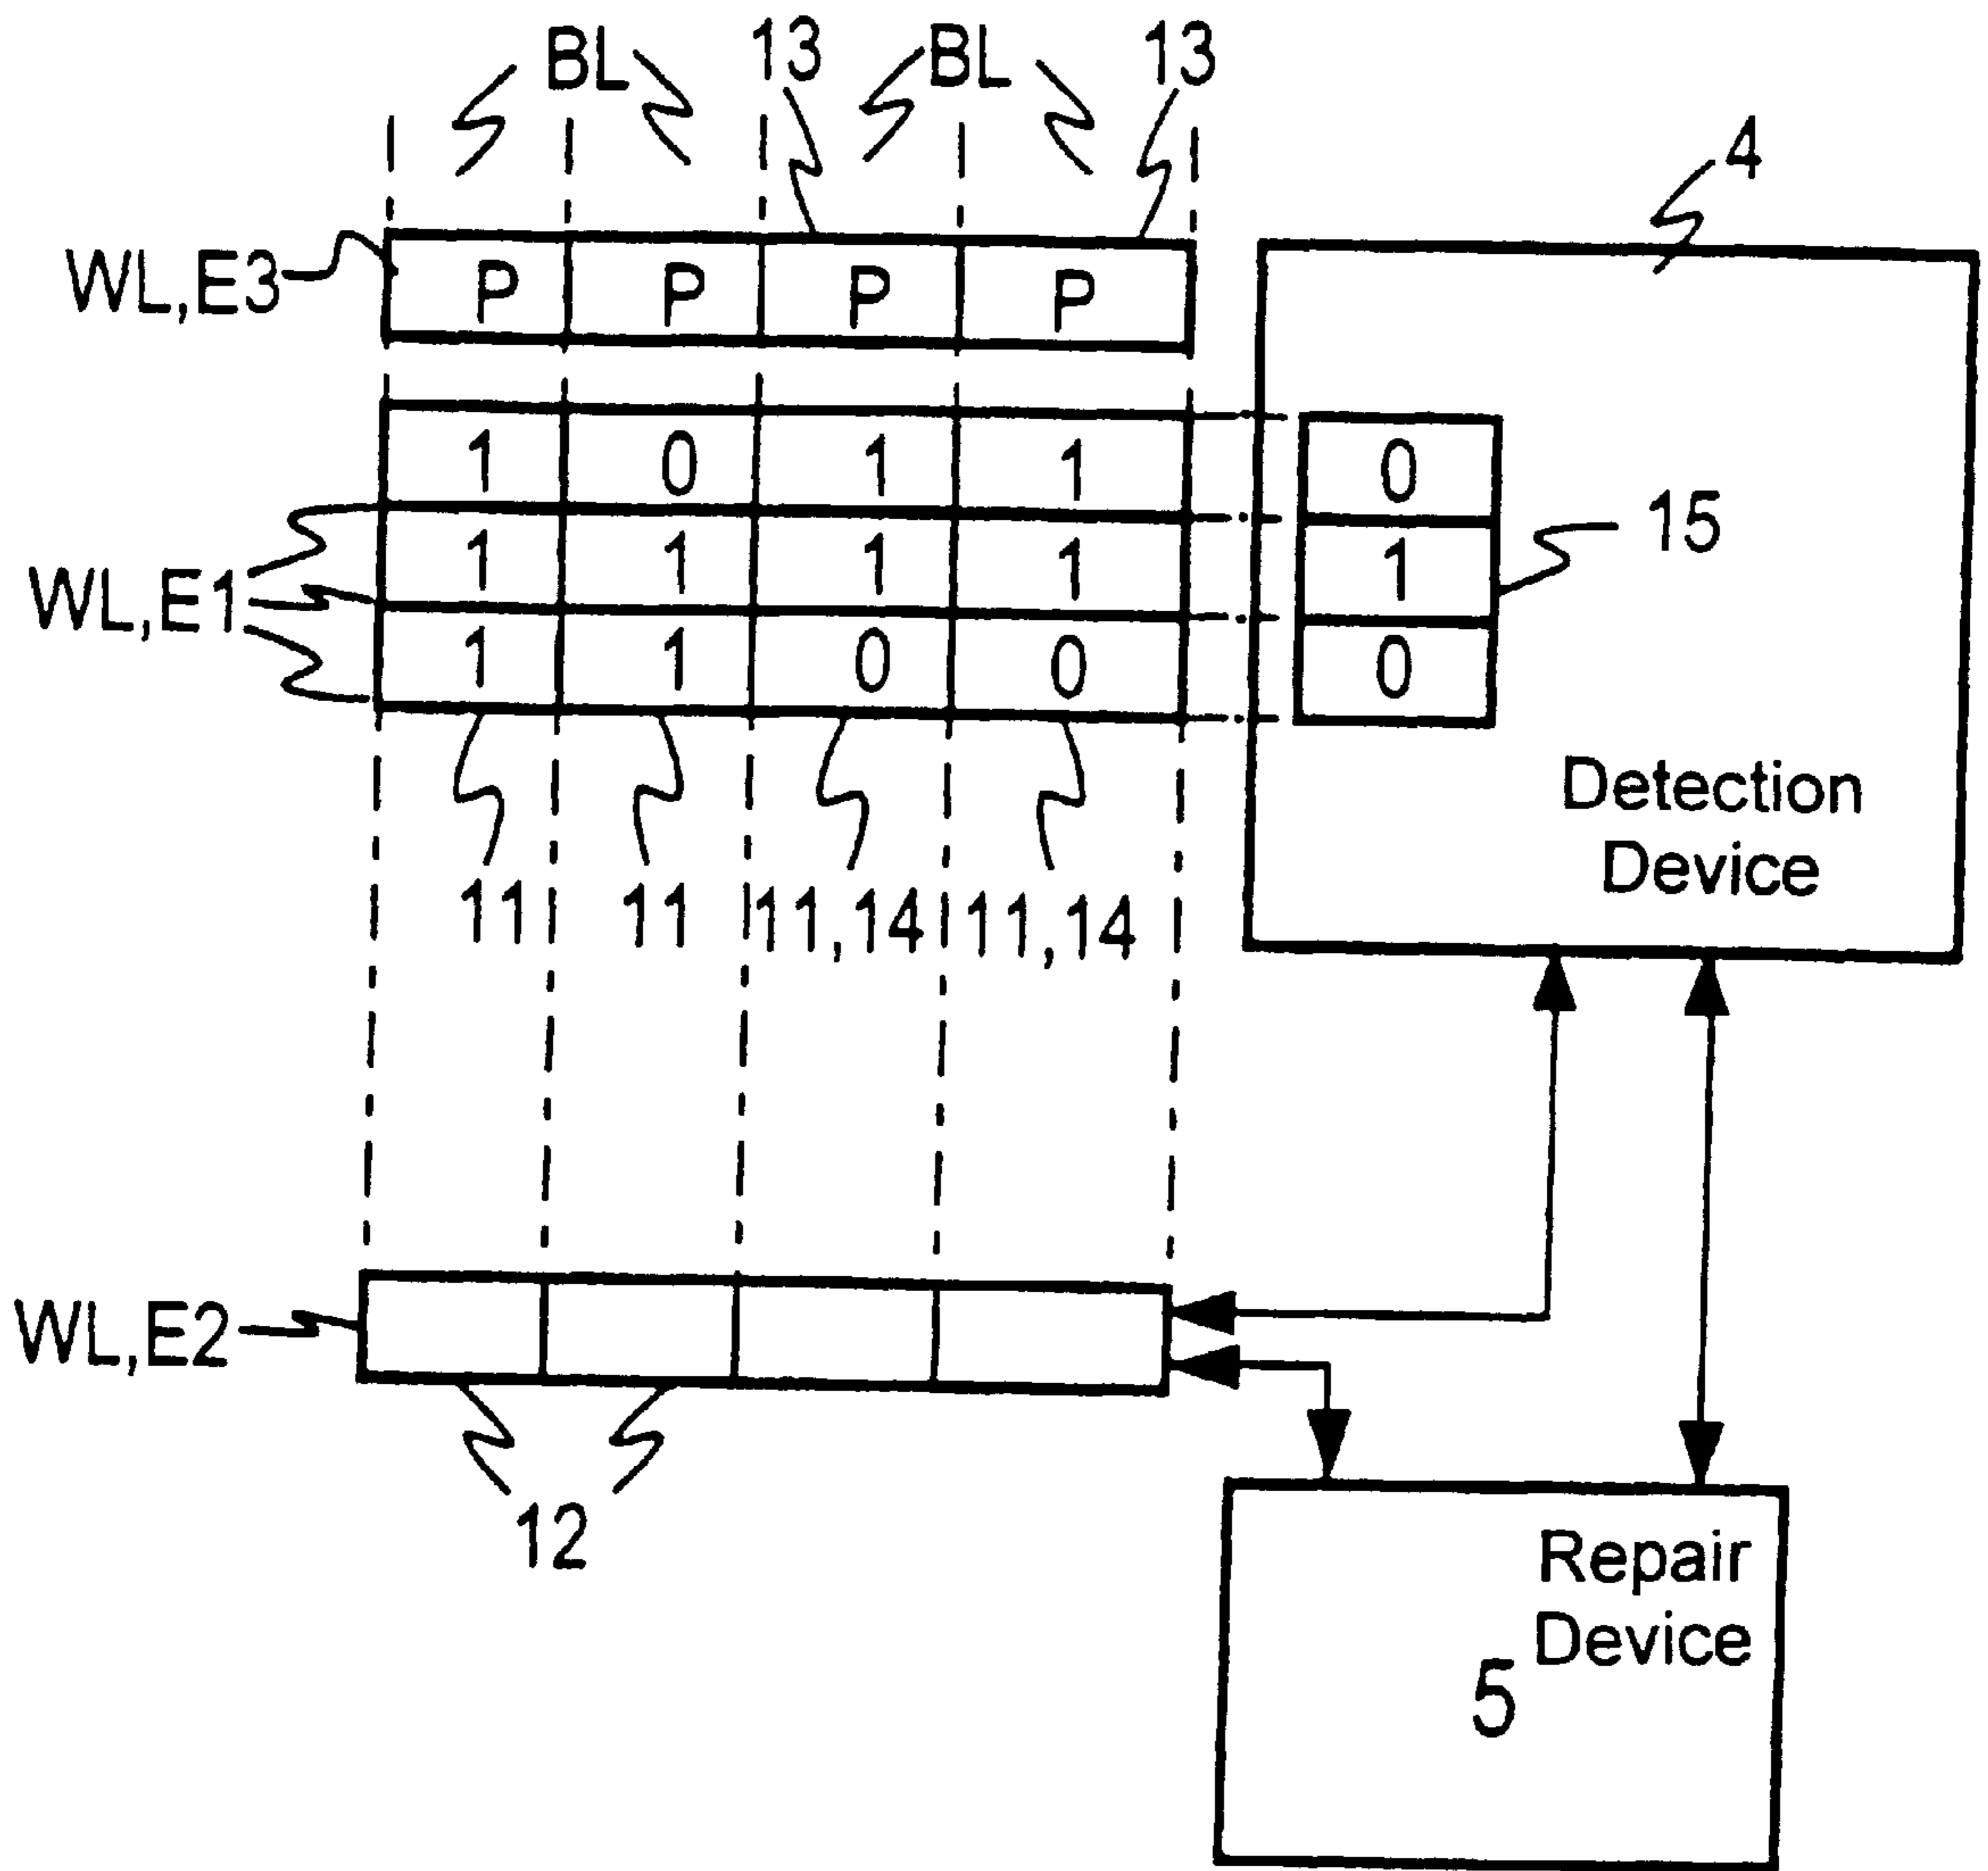 BL 13 BL 13
4
WL,E3 P P P P
1 0 1 1 0
15
WL,E1 1 1 1 1 1
1 1 0 0 0
Detection
Device
11 11 11,14 11,14
WL,E2
12
Repair
Device
5